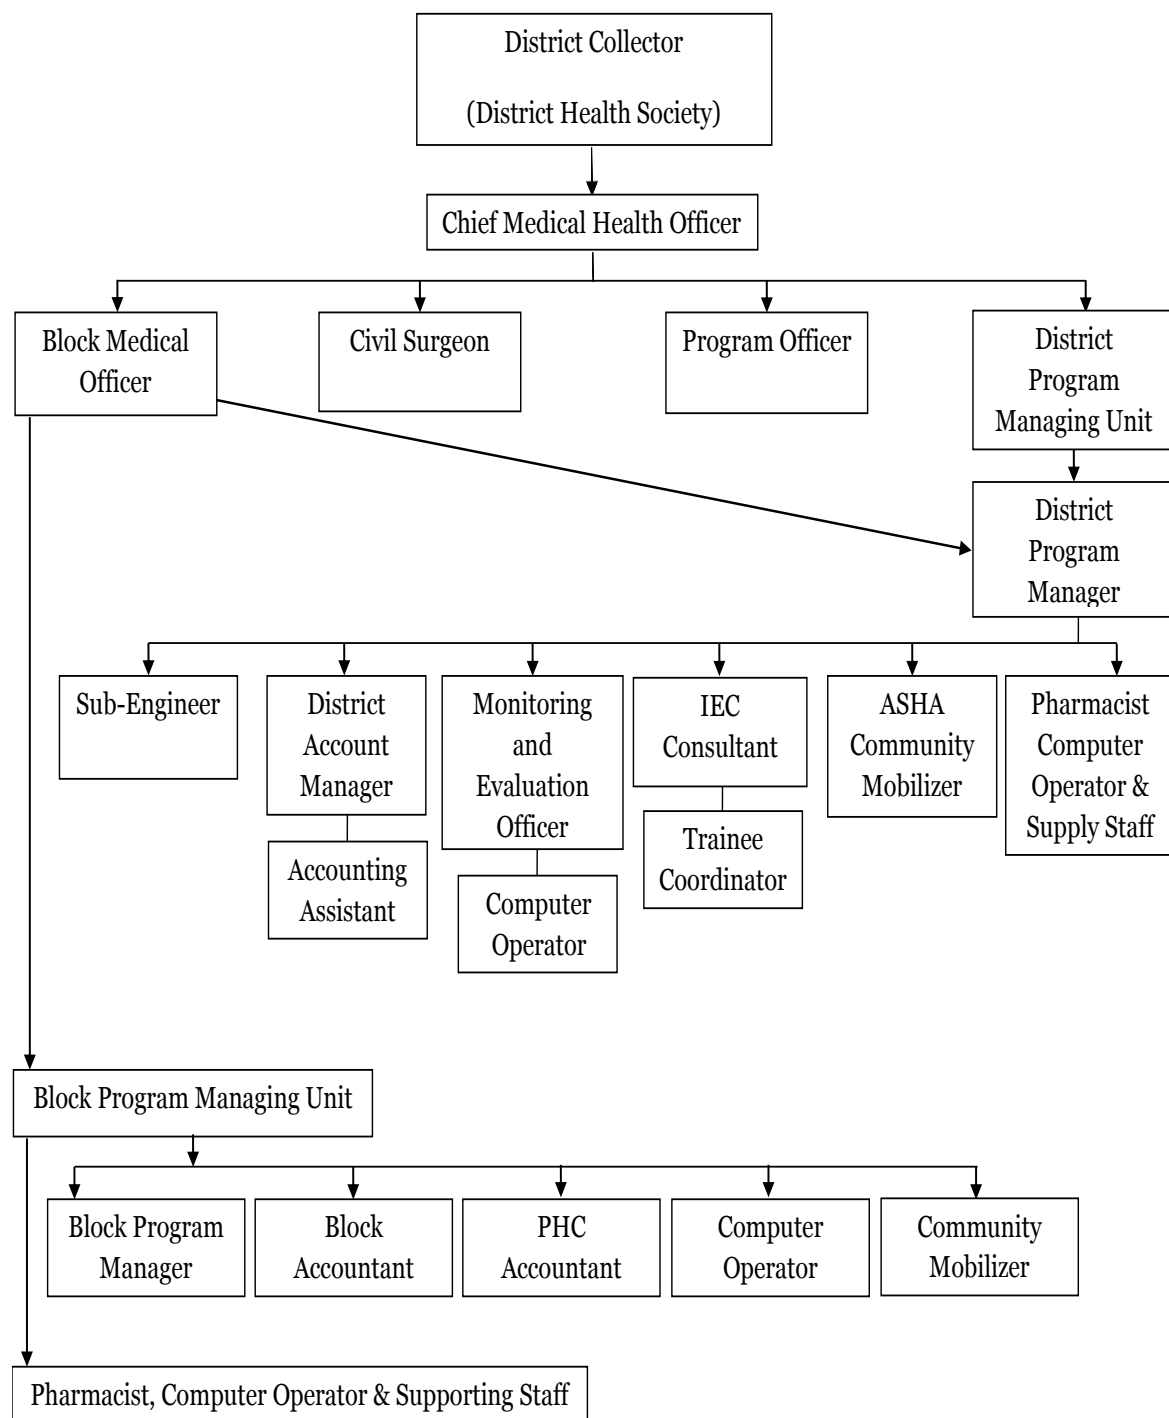 District Collector
(District Health Society)
Chief Medical Health Officer
Block Medical
Officer
Civil Surgeon
Program Officer
District
Program
Managing Unit
District
Program
Manager
Sub-Engineer
District
Account
Manager
Monitoring
and
Evaluation
Officer
IEC
Consultant
ASHA
Community
Mobilizer
Pharmacist
Computer
Operator &
Supply Staff
Accounting
Assistant
Computer
Operator
Trainee
Coordinator
Block Program Managing Unit
Block Program
Manager
Block
Accountant
PHC
Accountant
Computer
Operator
Community
Mobilizer
Pharmacist, Computer Operator & Supporting Staff